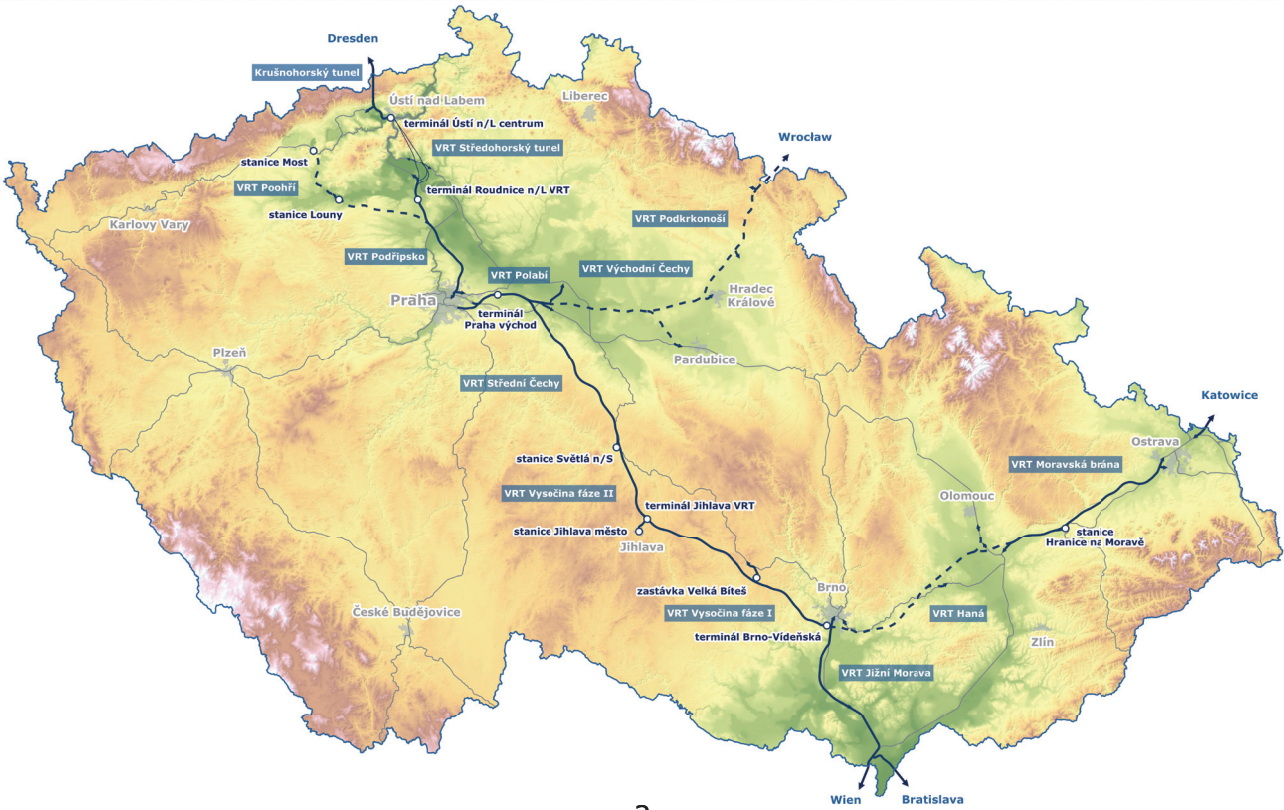 Dresden
Krušnohorský tunel
Ústí nad Labem
Liberec
terminál Ústí n/L centrum
Wrocław
VRT Středohorský tunel
stanice Most
VRT Poohří
terminál Roudnice n/L VRT
stanice Louny
Karlovy Vary
VRT Podkrkonoší
VRT Podřipsko
VRT Polabí
VRT Východní Čechy
Praha
Hradec
Králové
terminál
Praha východ
Plzeň
Pardubice
VRT Střední Čechy
Katowice
Ostrava
stanice Světlá n/S
VRT Moravská brána
VRT Vysočina fáze II
Olomouc
terminál Jihlava VRT
stanice Jihlava město
Jihlava
stanice
Hranice na Moravě
zastávka Velká Bíteš
Brno
České Budějovice
VRT Vysočina fáze I
VRT Haná
terminál Brno-Vídeňská
Zlín
VRT Jižní Morava
Wien
Bratislava